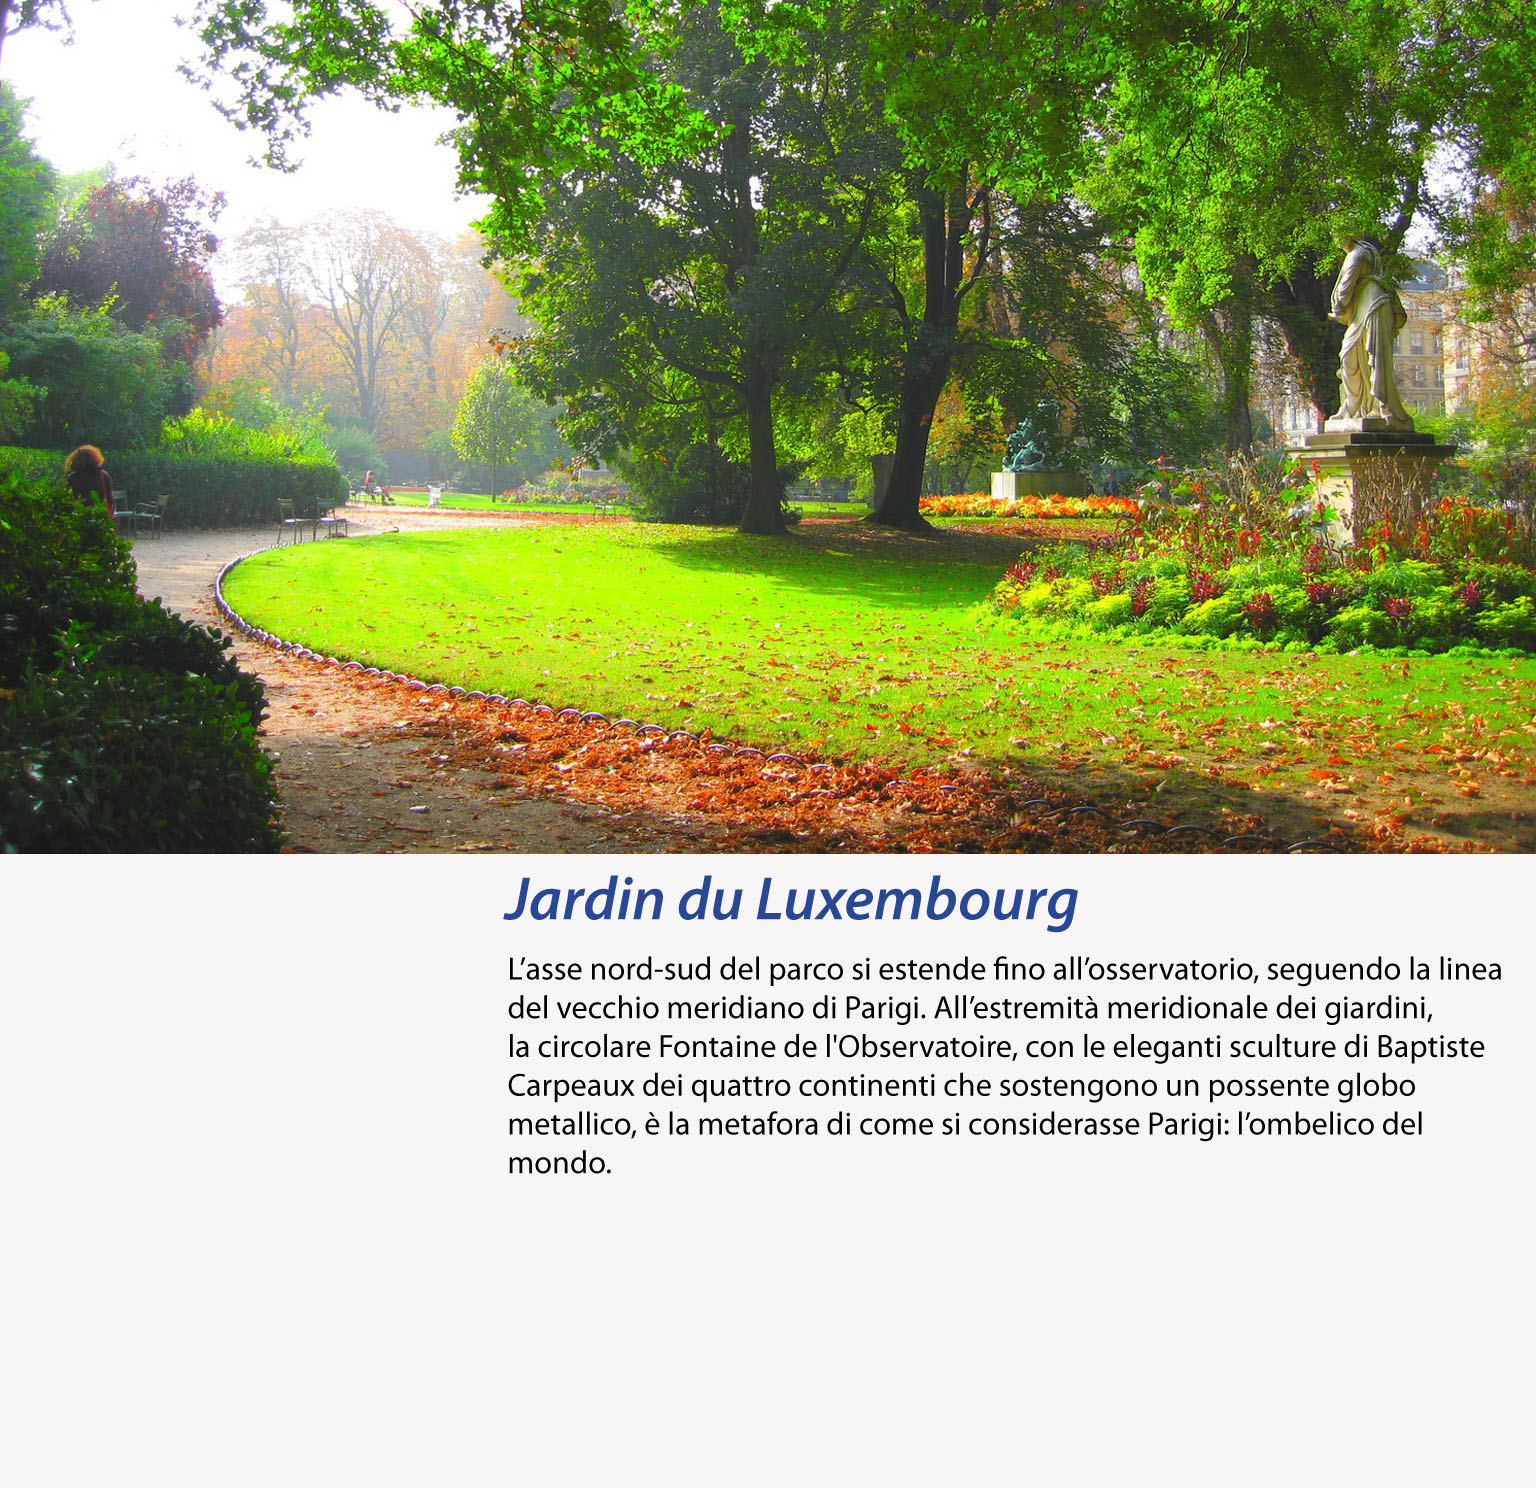 Jardin du Luxembourg
L’asse nord-sud del parco si estende fino all’osservatorio, seguendo la linea
del vecchio meridiano di Parigi. All’estremità meridionale dei giardini,
la circolare Fontaine de l'Observatoire, con le eleganti sculture di Baptiste
Carpeaux dei quattro continenti che sostengono un possente globo
metallico, è la metafora di come si considerasse Parigi: l’ombelico del
mondo.